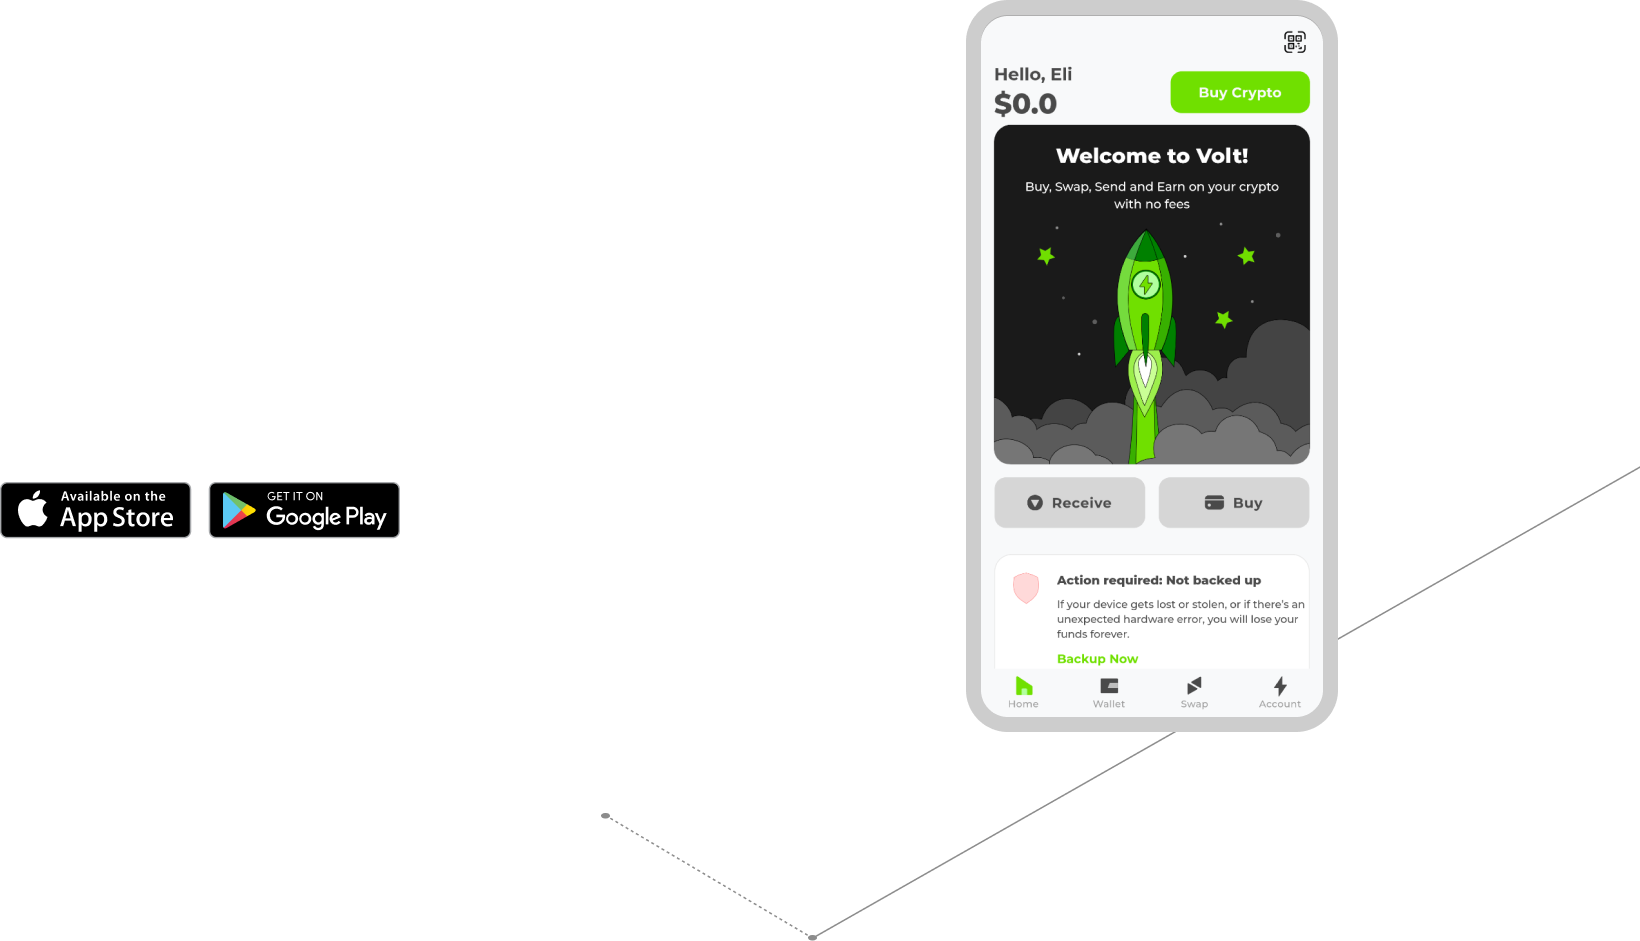 Hello, Eli
$0.0
Buy Crypto
Welcome to Volt!
Buy, Swap, Send and Earn on your crypto
with no fees
Available on the
App Store
GET IT ON
Google Play
Receive
Buy
Action required: Not backed up
If your device gets lost or stolen, or if there's an
unexpected hardware error, you will lose your
funds forever.
Backup Now
Home
Wallet
Swap
Account